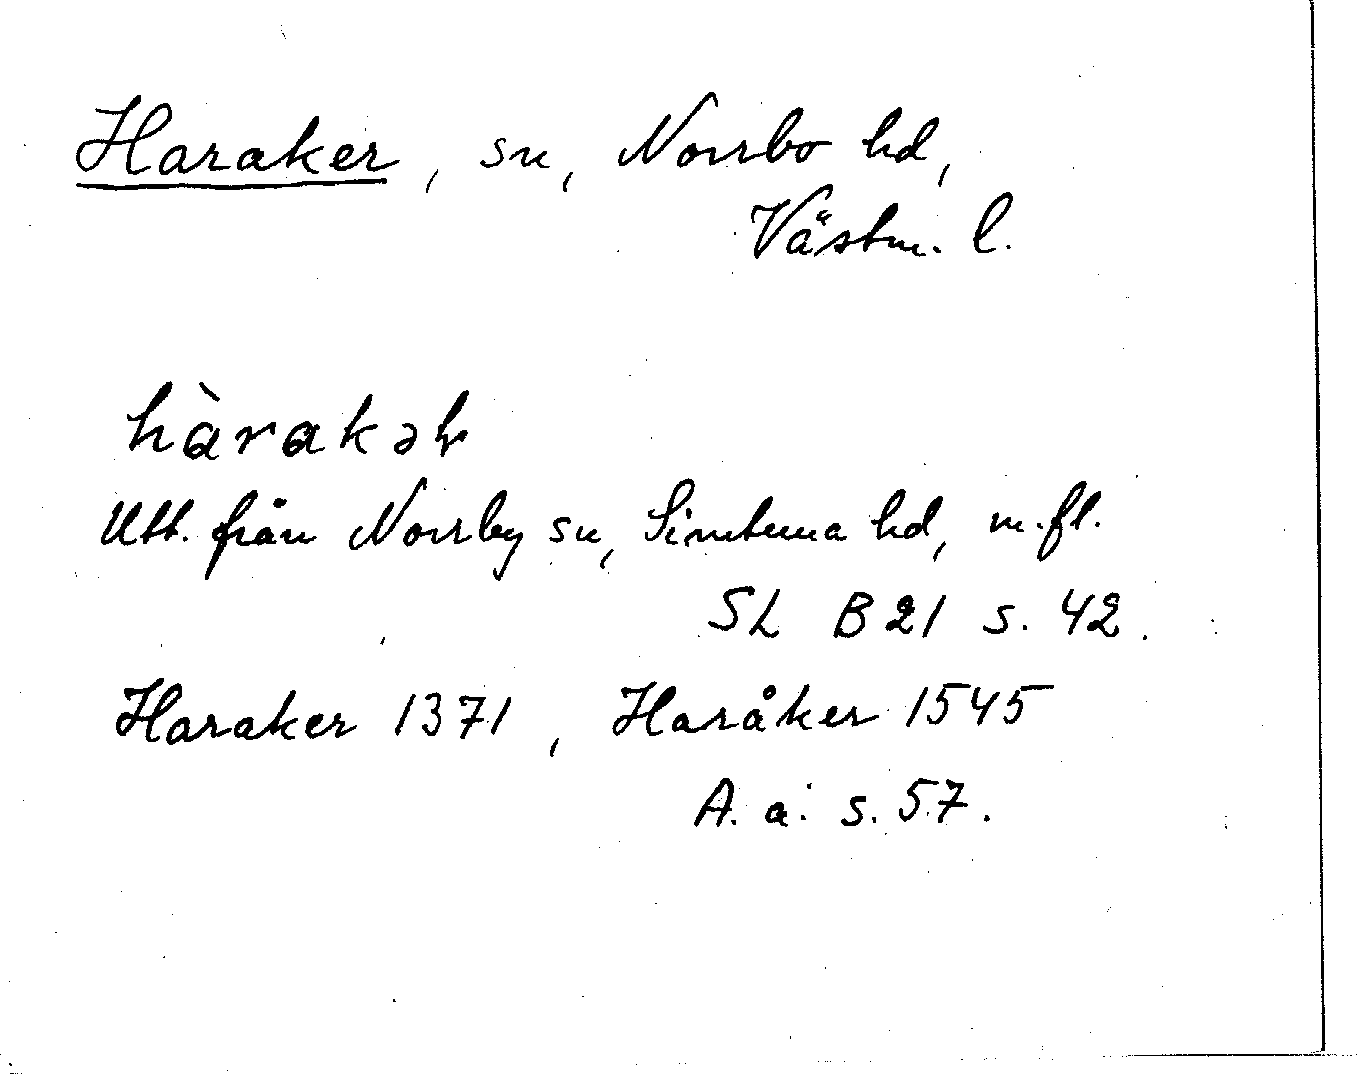 Haraker, sn, Norrbo hd,
Västm. l.
hàrakər
Utt. från Norrby sn, Simtuna hd, m.fl.
SL B21 s. 42.
Haraker 1371, Haråker 1545
A. a. s. 57.